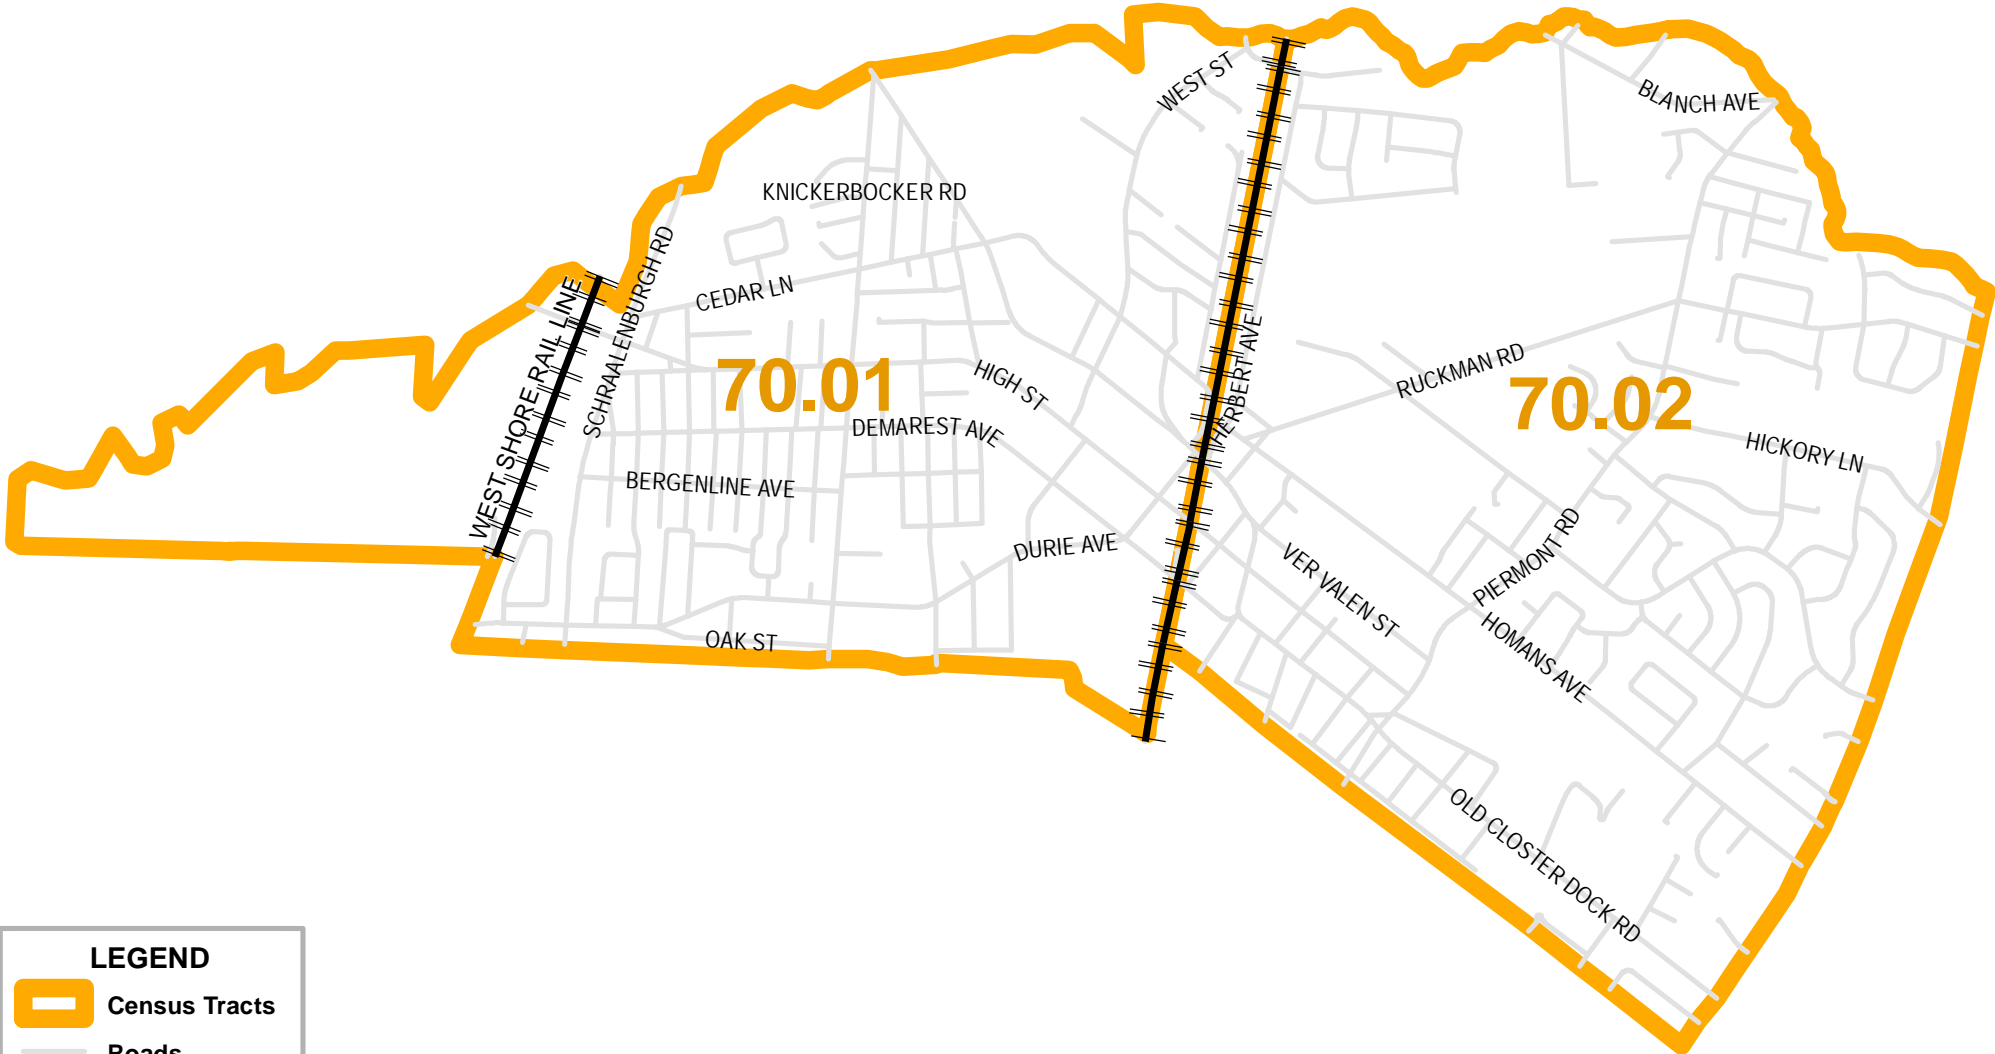 WEST ST
BLANCH AVE
KNICKERBOCKER RD
SCHRAALENBURGH RD
CEDAR LN
WEST SHORE RAIL LINE
HERBERT AVE
70.01
HIGH ST
RUCKMAN RD
70.02
DEMAREST AVE
HICKORY LN
BERGENLINE AVE
DURIE AVE
VER VALEN ST
PIERMONT RD
OAK ST
HOMANS AVE
OLD CLOSTER DOCK RD
LEGEND
Census Tracts
Roads